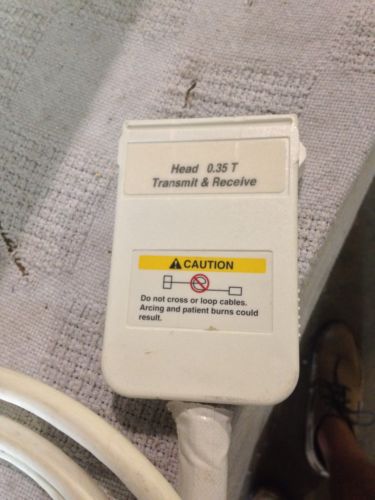 Head 0.35 T
Transmit & Receive
CAUTION
Do not cross or loop cables.
Arcing and patient burns could
result.